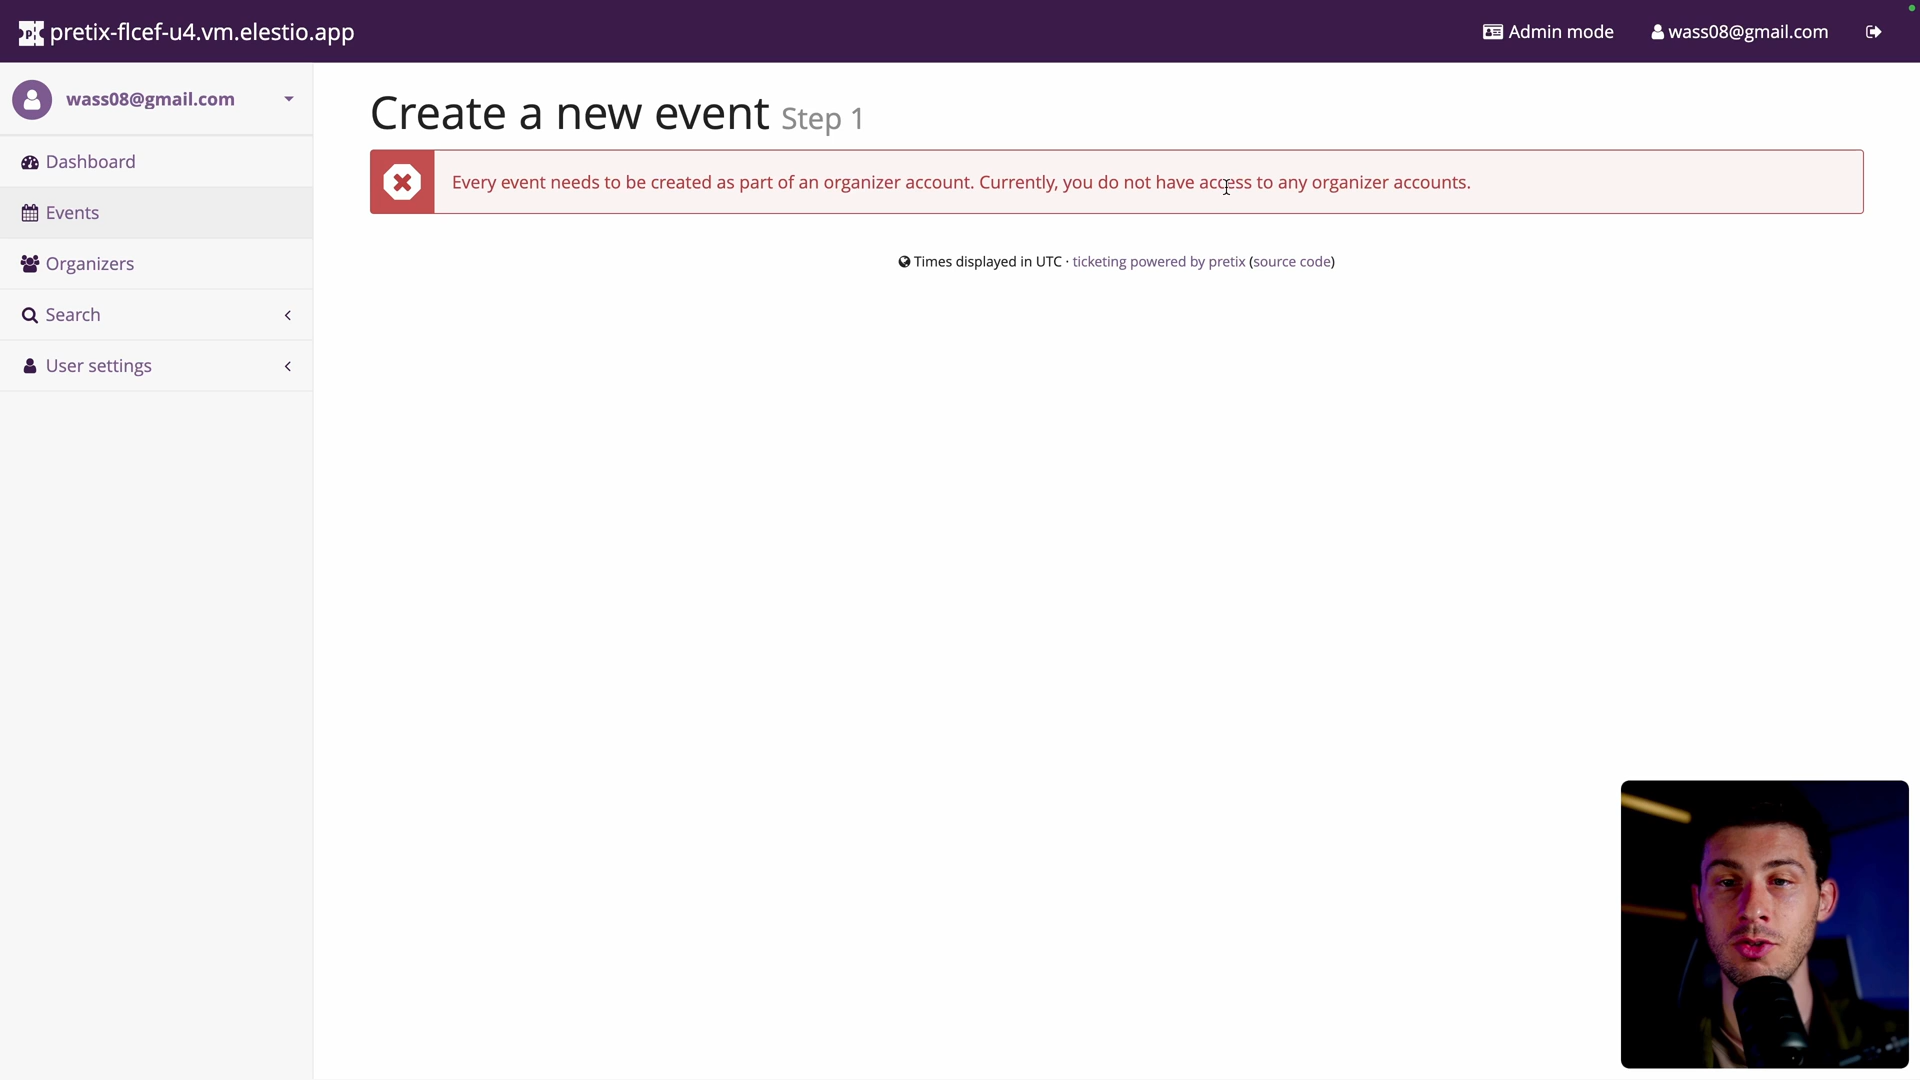 pretix-flcef-u4.vm.elestio.app
Admin mode
wass08@gmail.com
wass08@gmail.com
Dashboard
Events
Organizers
Search
User settings
Create a new event Step 1
Every event needs to be created as part of an organizer account. Currently, you do not have access to any organizer accounts.
Times displayed in UTC · ticketing powered by pretix (source code)